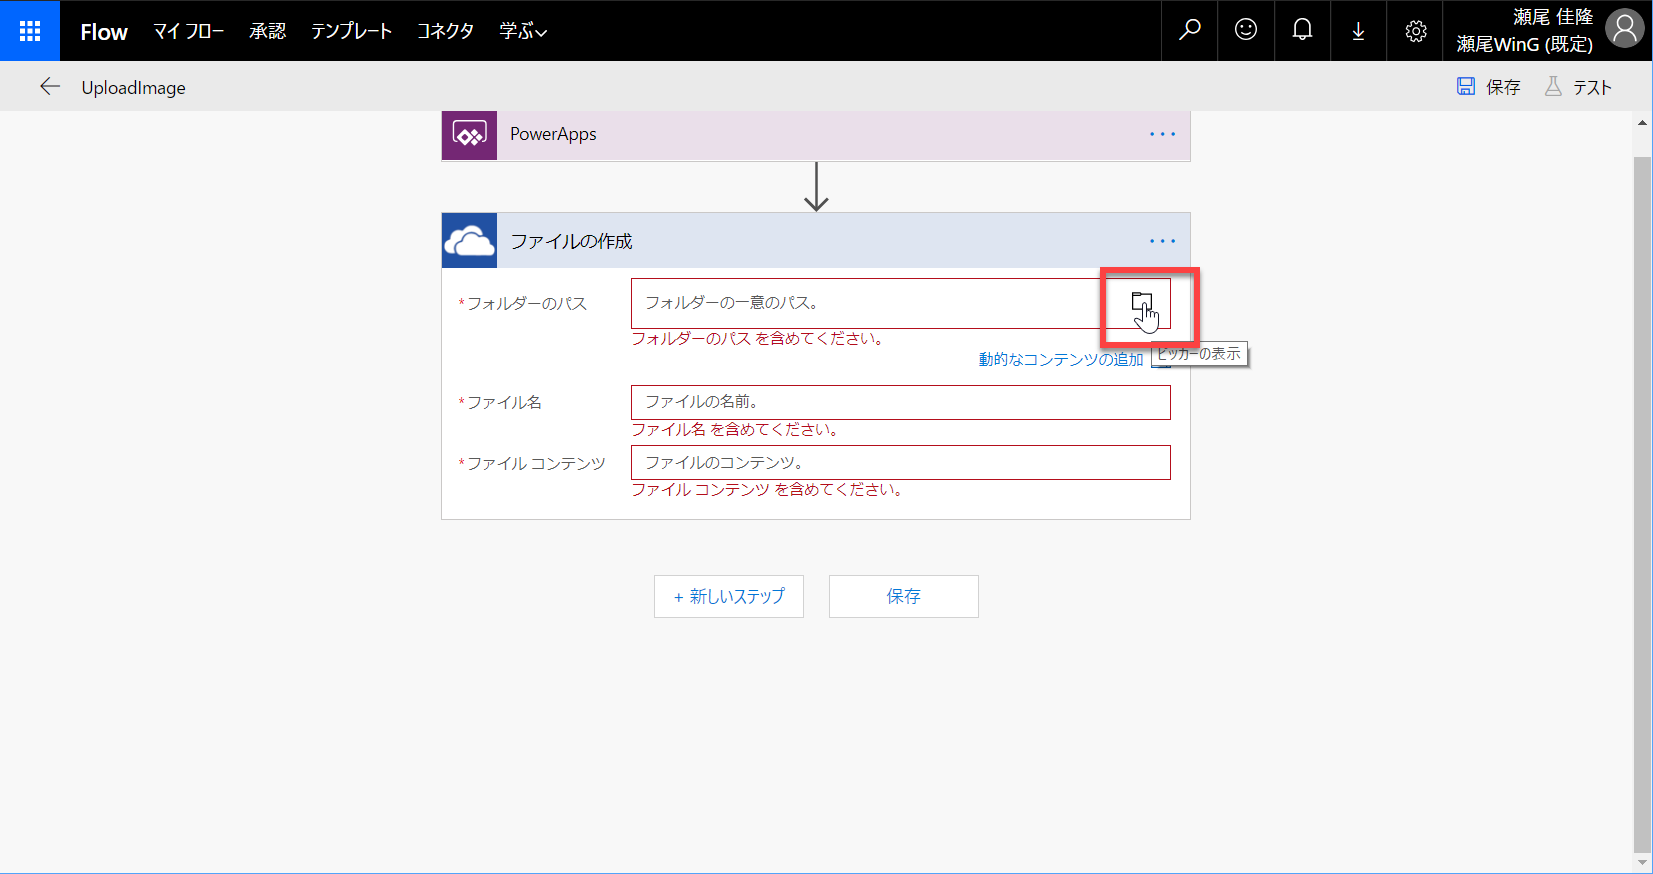 Flow マイ フロー 承認 テンプレート コネクタ 学ぶ
瀬尾 佳隆
瀬尾WinG (既定)
UploadImage
保存 テスト
PowerApps
ファイルの作成
*フォルダーのパス フォルダーの一意のパス。
フォルダーのパス を含めてください。
動的なコンテンツの追加
ピッカーの表示
*ファイル名 ファイルの名前。
ファイル名 を含めてください。
*ファイル コンテンツ ファイルのコンテンツ。
ファイル コンテンツ を含めてください。
+ 新しいステップ 保存